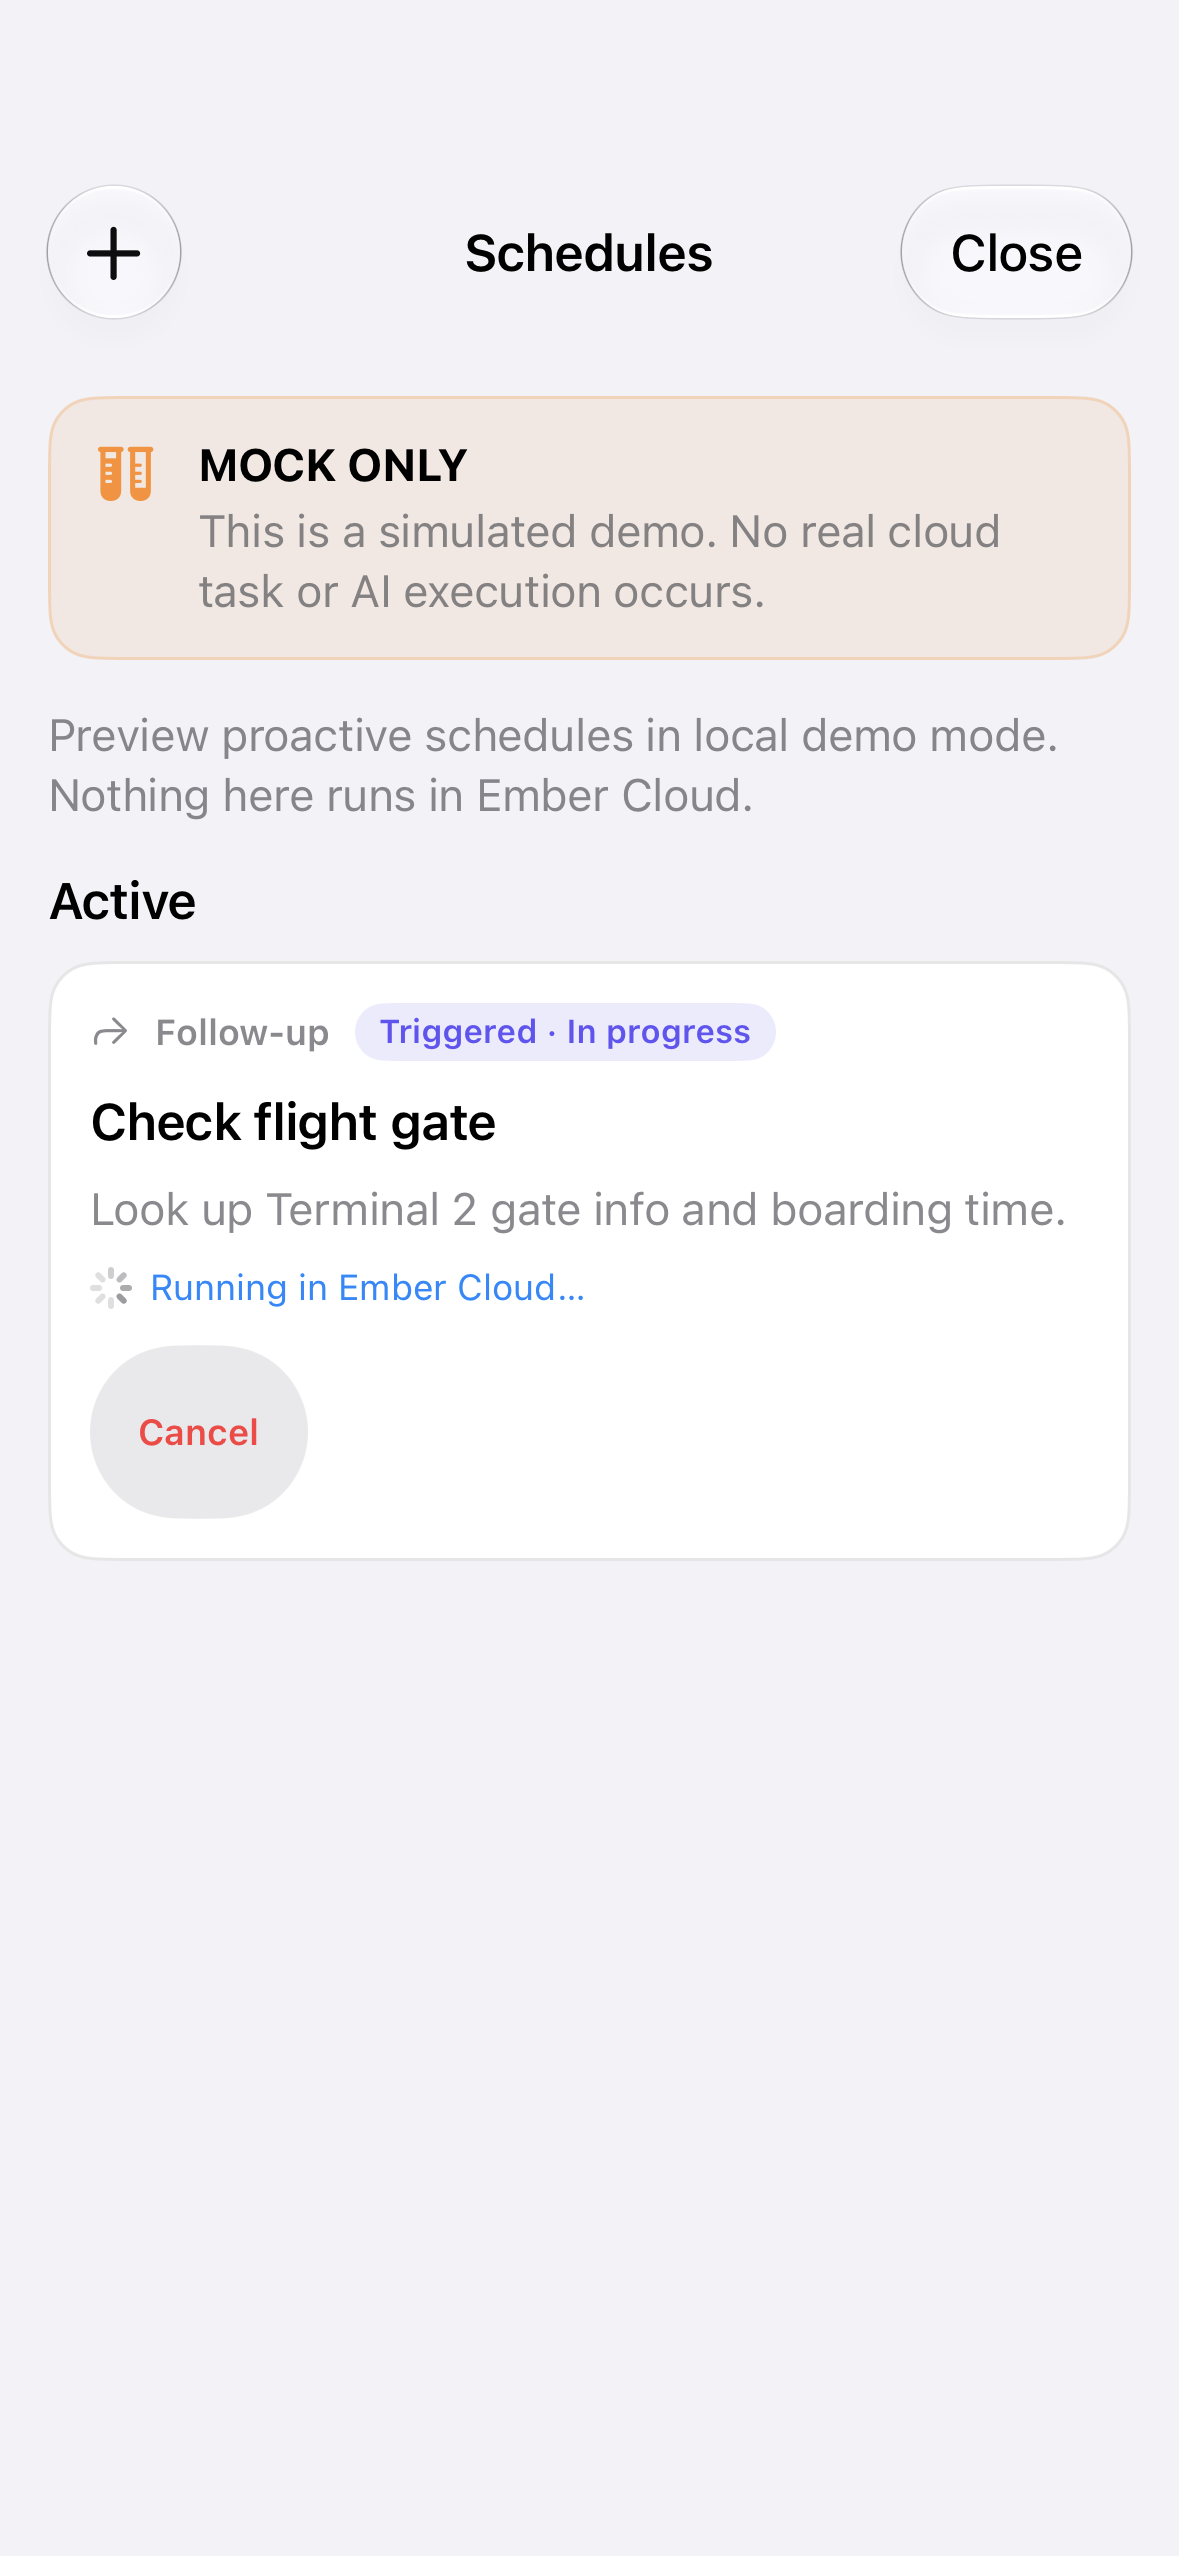 Schedules
Close
MOCK ONLY
This is a simulated demo. No real cloud
task or AI execution occurs.
Preview proactive schedules in local demo mode.
Nothing here runs in Ember Cloud.
Active
Follow-up
Triggered · In progress
Check flight gate
Look up Terminal 2 gate info and boarding time.
Running in Ember Cloud...
Cancel